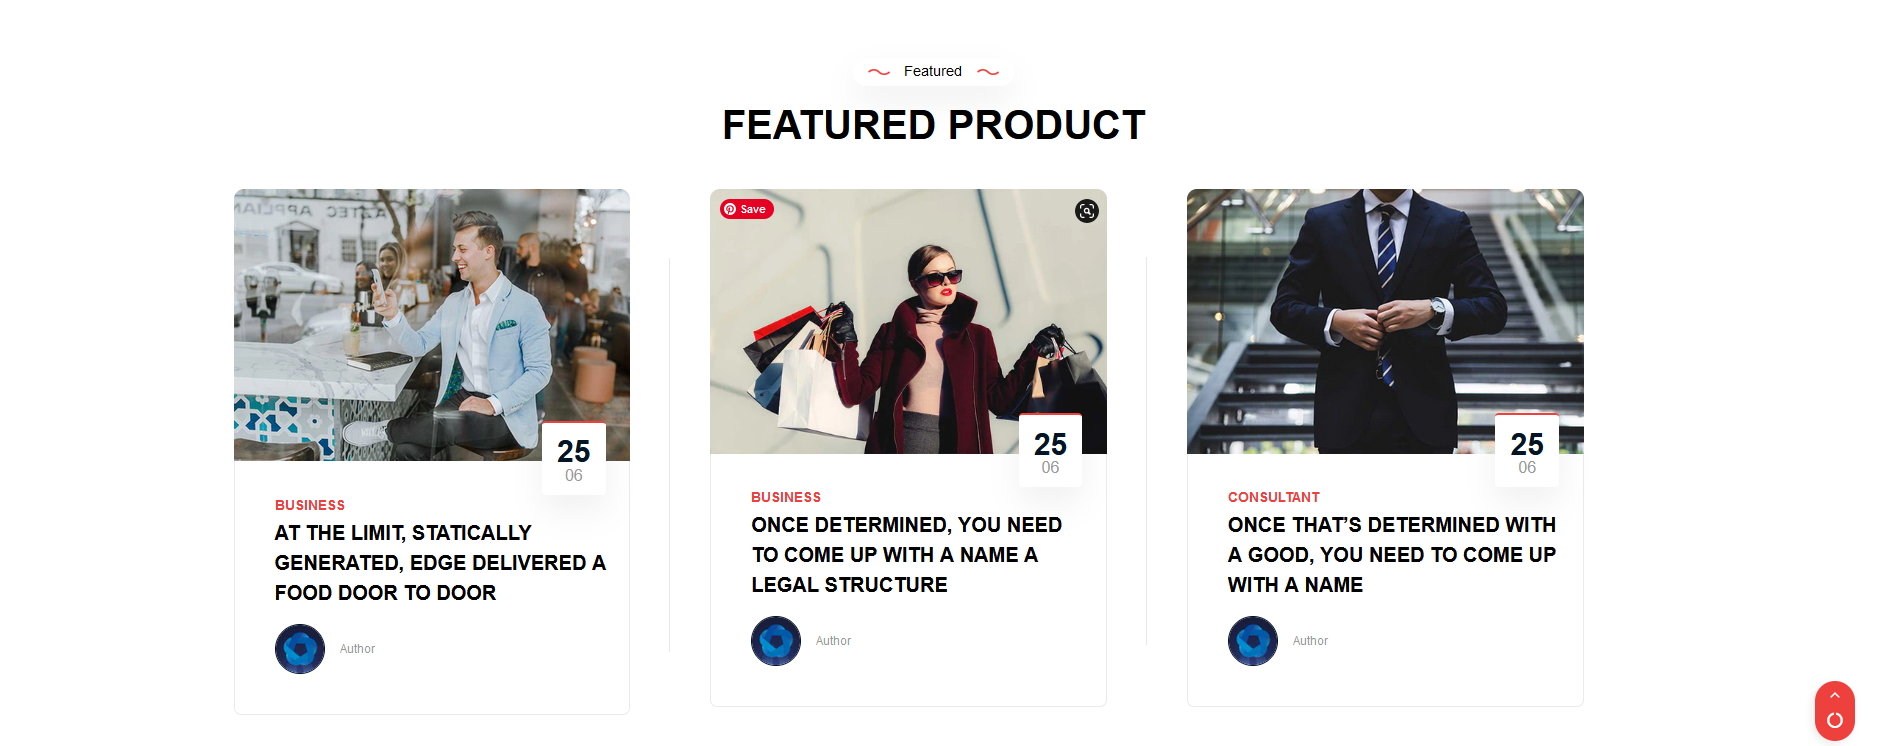 Featured
FEATURED PRODUCT
AZTEC APPLIAN
25
06
BUSINESS
AT THE LIMIT, STATICALLY
GENERATED, EDGE DELIVERED A
FOOD DOOR TO DOOR
Author
Save
25
06
BUSINESS
ONCE DETERMINED, YOU NEED
TO COME UP WITH A NAME A
LEGAL STRUCTURE
Author
25
06
CONSULTANT
ONCE THAT’S DETERMINED WITH
A GOOD, YOU NEED TO COME UP
WITH A NAME
Author